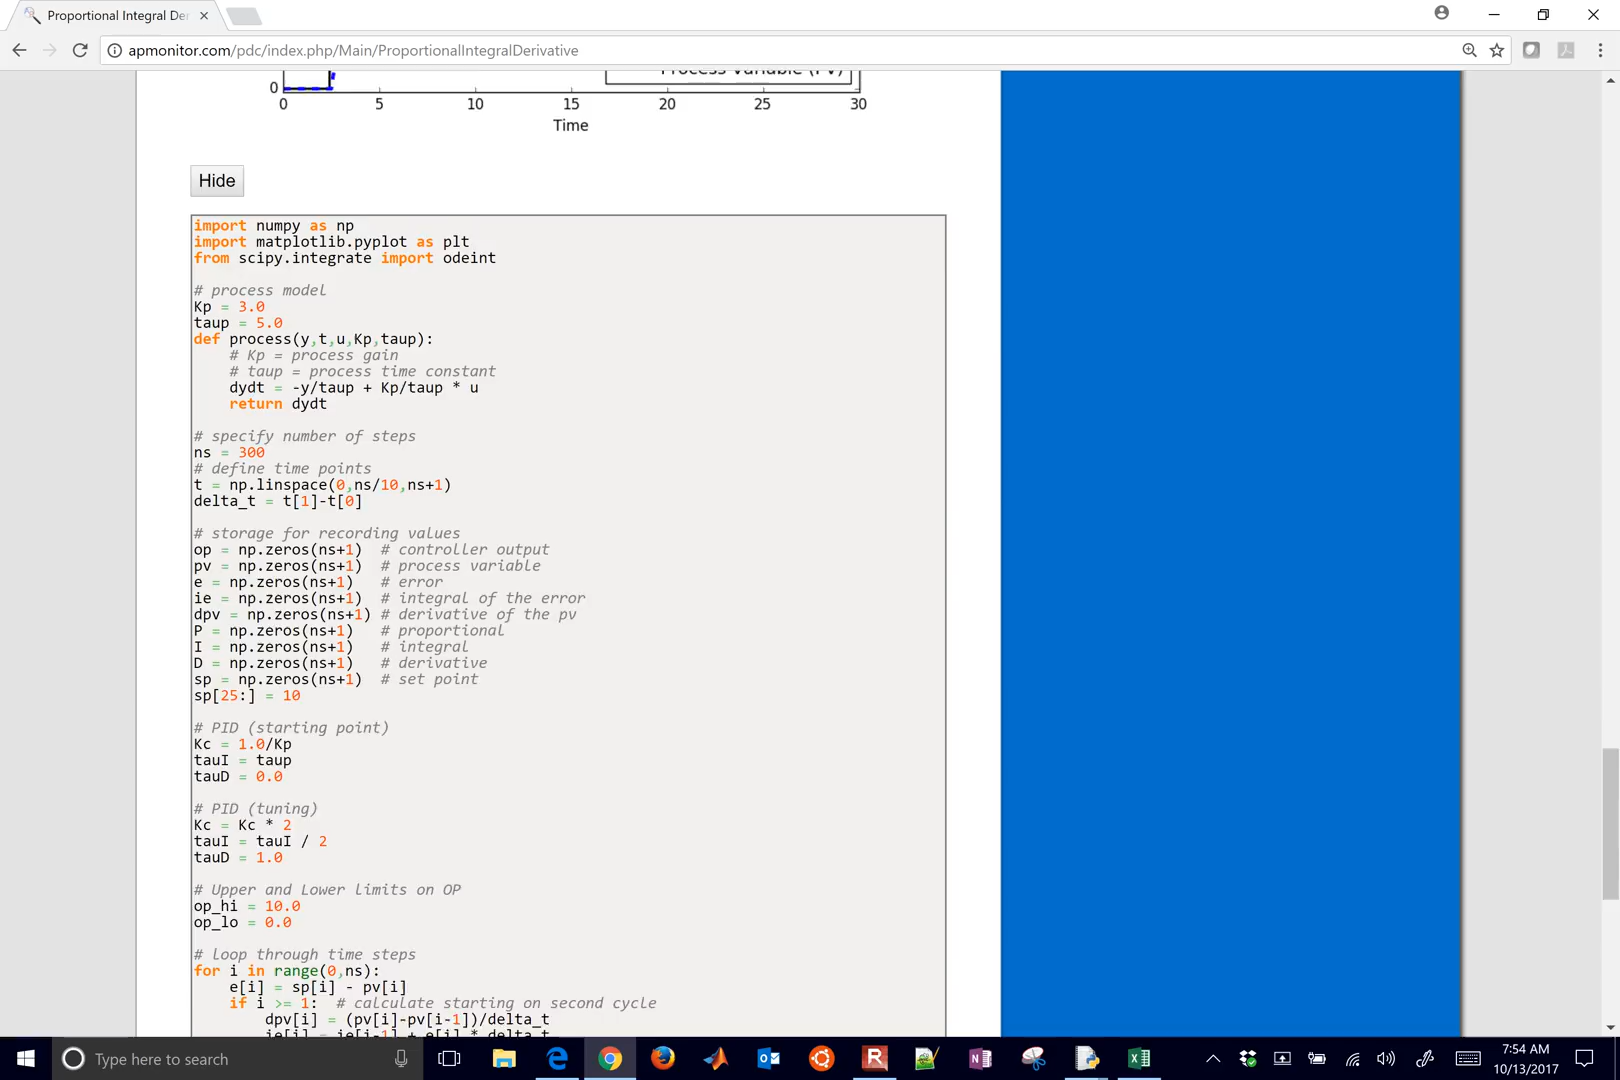 Proportional Integral Der
apmonitor.com/pdc/index.php/Main/ProportionalIntegralDerivative
Process Variable (PV)
0
0 5 10 15 20 25 30
Time
Hide
import numpy as np
import matplotlib.pyplot as plt
from scipy.integrate import odeint
# process model
Kp = 3.0
taup = 5.0
def process(y,t,u,Kp,taup):
# Kp = process gain
# taup = process time constant
dydt = -y/taup + Kp/taup * u
return dydt
# specify number of steps
ns = 300
# define time points
t = np.linspace(0,ns/10,ns+1)
delta_t = t[1]-t[0]
# storage for recording values
op = np.zeros(ns+1) # controller output
pv = np.zeros(ns+1) # process variable
e = np.zeros(ns+1) # error
ie = np.zeros(ns+1) # integral of the error
dpv = np.zeros(ns+1) # derivative of the pv
P = np.zeros(ns+1) # proportional
I = np.zeros(ns+1) # integral
D = np.zeros(ns+1) # derivative
sp = np.zeros(ns+1) # set point
sp[25:] = 10
# PID (starting point)
Kc = 1.0/Kp
tauI = taup
tauD = 0.0
# PID (tuning)
Kc = Kc * 2
tauI = tauI / 2
tauD = 1.0
# Upper and Lower limits on OP
op_hi = 10.0
op_lo = 0.0
# loop through time steps
for i in range(0,ns):
e[i] = sp[i] - pv[i]
if i >= 1: # calculate starting on second cycle
dpv[i] = (pv[i]-pv[i-1])/delta_t
ie[i] = ie[i-1] + e[i] * delta_t
Type here to search
7:54 AM
10/13/2017